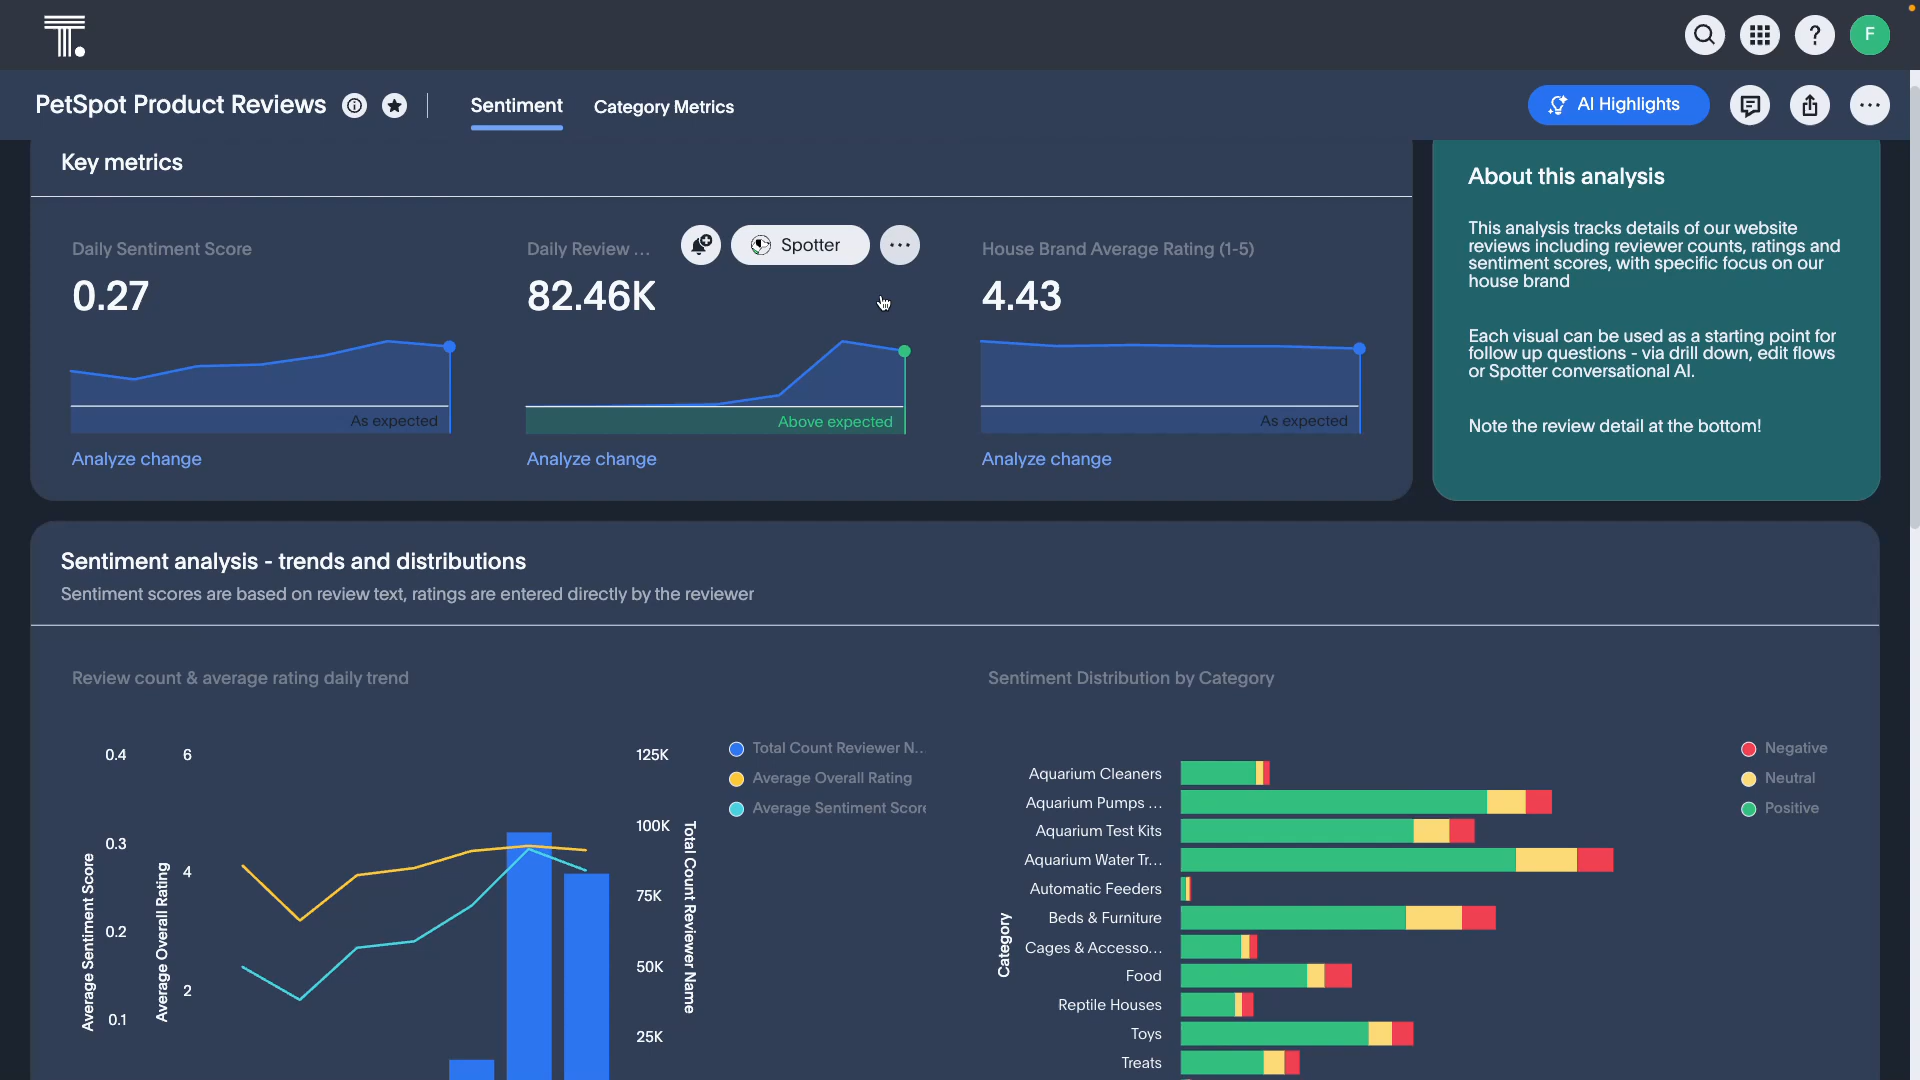 T.
?
F
PetSpot Product Reviews
Sentiment
Category Metrics
AI Highlights
Key metrics
Daily Sentiment Score
0.27
As expected
Analyze change
Daily Review ...
Spotter
82.46K
Above expected
Analyze change
House Brand Average Rating (1-5)
4.43
As expected
Analyze change
About this analysis
This analysis tracks details of our website
reviews including reviewer counts, ratings and
sentiment scores, with specific focus on our
house brand
Each visual can be used as a starting point for
follow up questions - via drill down, edit flows
or Spotter conversational AI.
Note the review detail at the bottom!
Sentiment analysis - trends and distributions
Sentiment scores are based on review text, ratings are entered directly by the reviewer
Review count & average rating daily trend
0.4
0.3
0.2
0.1
Average Sentiment Score
6
4
2
Average Overall Rating
125K
100K
75K
50K
25K
Total Count Reviewer Name
Total Count Reviewer N...
Average Overall Rating
Average Sentiment Score
Sentiment Distribution by Category
Category
Aquarium Cleaners
Aquarium Pumps ...
Aquarium Test Kits
Aquarium Water Tr...
Automatic Feeders
Beds & Furniture
Cages & Accesso...
Food
Reptile Houses
Toys
Treats
Negative
Neutral
Positive